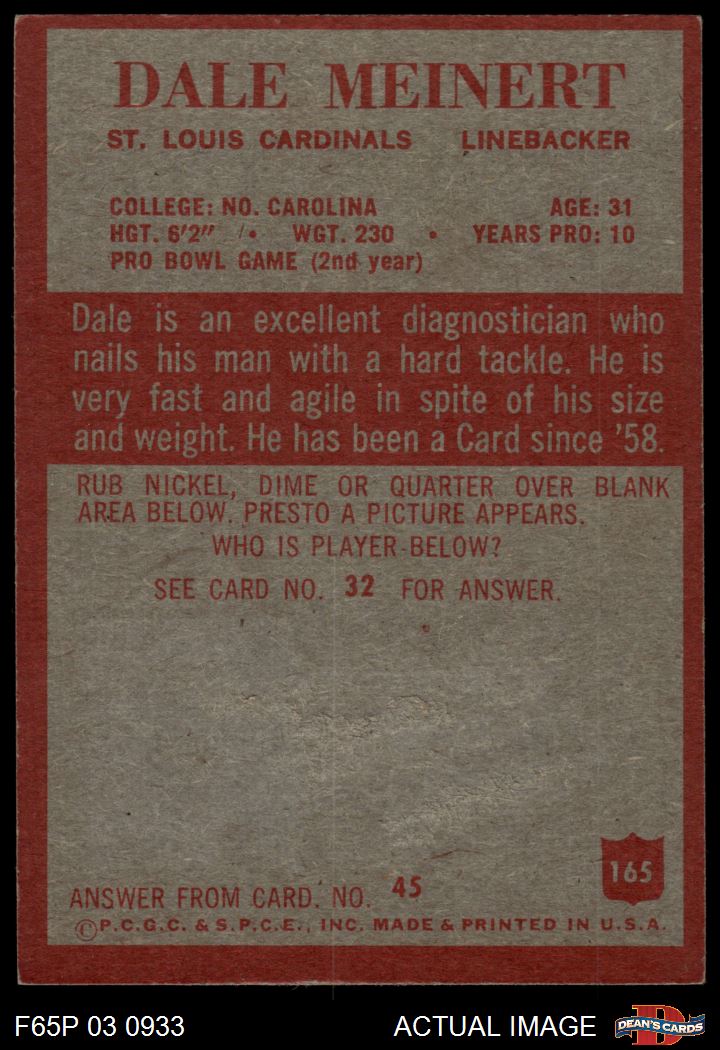 DALE MEINERT
ST. LOUIS CARDINALS LINEBACKER
COLLEGE: NO. CAROLINA AGE: 31
HGT. 6'2" • WGT. 230 • YEARS PRO: 10
PRO BOWL GAME (2nd year)
Dale is an excellent diagnostician who
nails his man with a hard tackle. He is
very fast and agile in spite of his size
and weight. He has been a Card since '58.
RUB NICKEL, DIME OR QUARTER OVER BLANK
AREA BELOW. PRESTO A PICTURE APPEARS.
WHO IS PLAYER BELOW?
SEE CARD NO. 32 FOR ANSWER.
165
ANSWER FROM CARD. NO. 45
©P.C.G.C. & S.P.C.E., INC. MADE & PRINTED IN U.S.A.
F65P 03 0933 ACTUAL IMAGE D DEAN'S CARDS